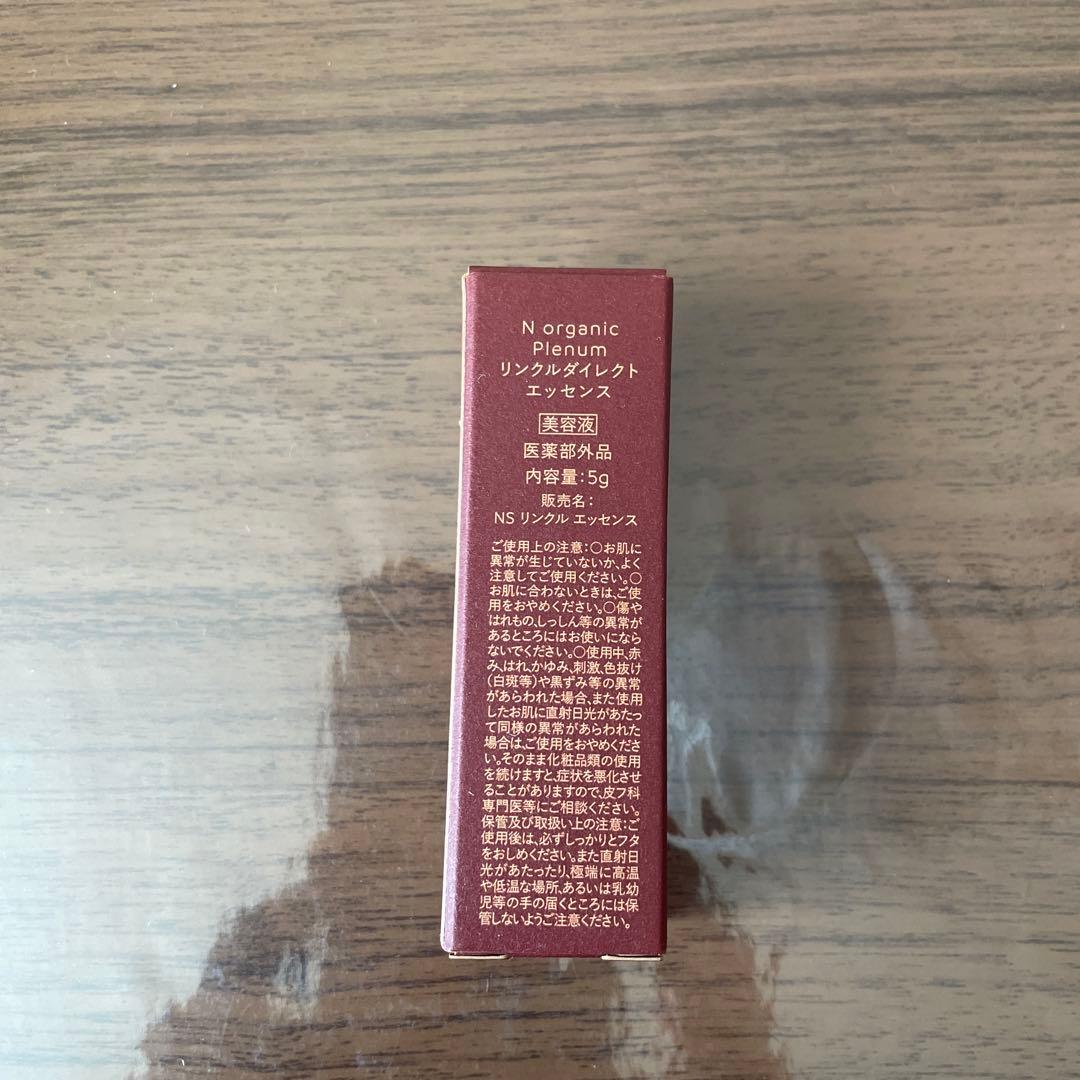 N organic
Plenum
リンクルダイレクト
エッセンス
美容液
医薬部外品
内容量:5g
販売名:
NS リンクル エッセンス
ご使用上の注意:○お肌に
異常が生じていないか、よく
注意してご使用ください。○
お肌に合わないときは、ご使
用をおやめください。○傷や
はれもの、しっしん等の異常が
あるところにはお使いになら
ないでください。○使用中、赤
み、はれ、かゆみ、刺激、色抜け
(白斑等)や黒ずみ等の異常
があらわれた場合、また使用
したお肌に直射日光があたっ
て同様の異常があらわれた
場合は、ご使用をおやめくださ
い。そのまま化粧品類の使用
を続けますと、症状を悪化させ
ることがありますので、皮フ科
専門医等にご相談ください。
保管及び取扱い上の注意:ご
使用後は、必ずしっかりとフタ
をおしめください。また直射日
光があたったり、極端に高温
や低温な場所、あるいは乳幼
児等の手の届くところには保
管しないようご注意ください。